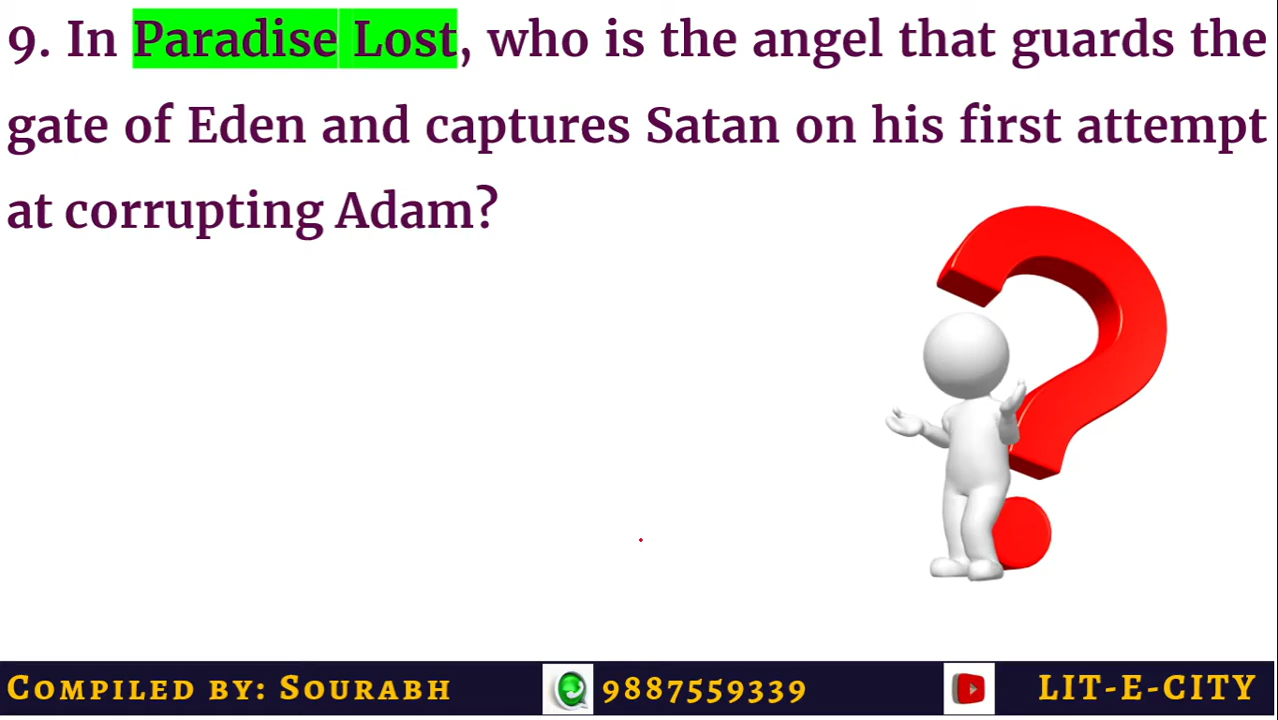 9. In Paradise Lost, who is the angel that guards the
gate of Eden and captures Satan on his first attempt
at corrupting Adam?
COMPILED BY: SOURABH 9887559339 LIT-E-CITY